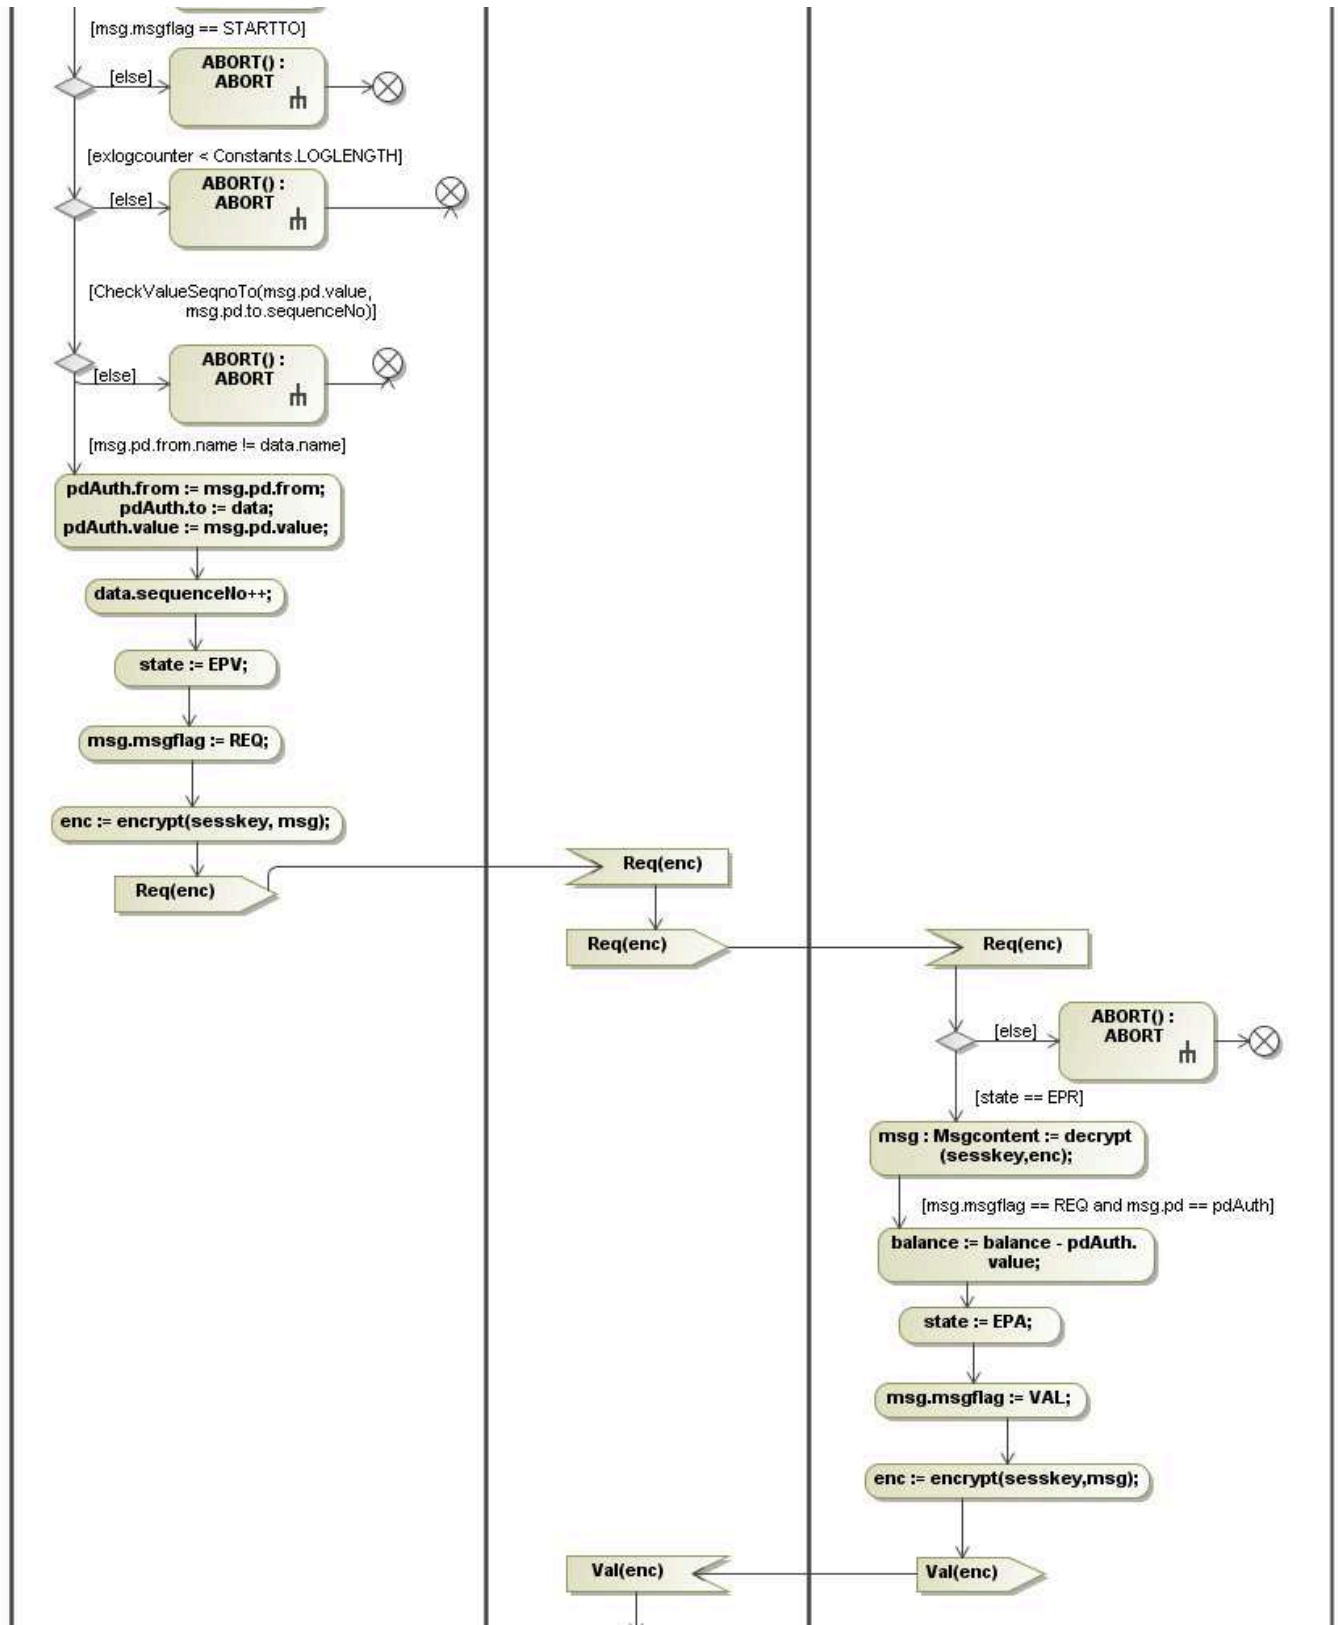 [msg.msgflag == STARTTO]
ABORT() :
ABORT
[else]
[exlogcounter < Constants.LOGLENGTH]
ABORT() :
ABORT
[else]
[CheckValueSeqnoTo(msg.pd.value,
msg.pd.to.sequenceNo)]
ABORT() :
ABORT
[else]
[msg.pd.from.name != data.name]
pdAuth.from := msg.pd.from;
pdAuth.to := data;
pdAuth.value := msg.pd.value;
data.sequenceNo++;
state := EPV;
msg.msgflag := REQ;
enc := encrypt(sesskey, msg);
Req(enc)
Req(enc)
Req(enc)
Req(enc)
ABORT() :
ABORT
[else]
[state == EPR]
msg : Msgcontent := decrypt
(sesskey,enc);
[msg.msgflag == REQ and msg.pd == pdAuth]
balance := balance - pdAuth.
value;
state := EPA;
msg.msgflag := VAL;
enc := encrypt(sesskey,msg);
Val(enc)
Val(enc)